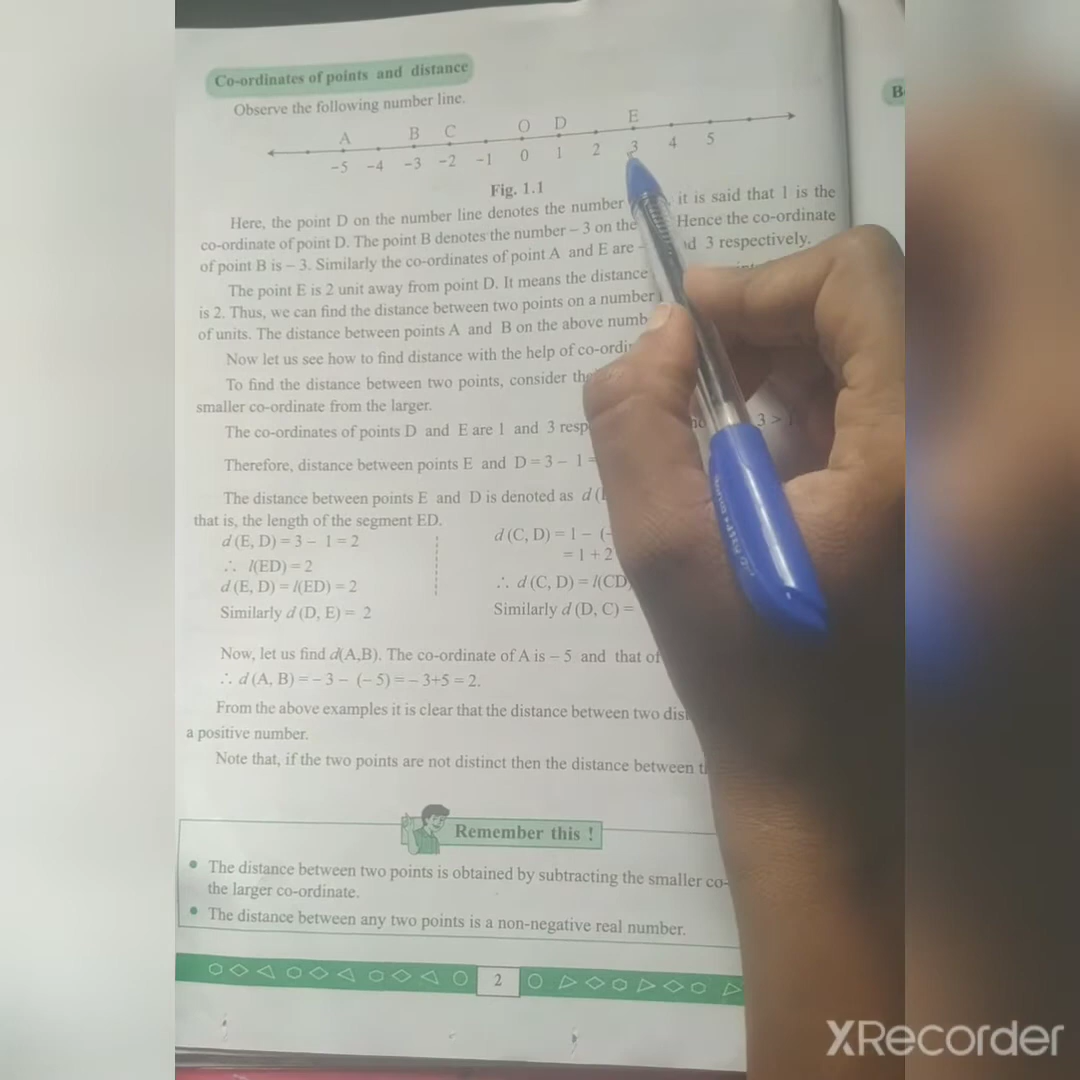 Co-ordinates of points and distance
Observe the following number line.
A B C O D E
-5 -4 -3 -2 -1 0 1 2 3 4 5
Fig. 1.1
Here, the point D on the number line denotes the number it is said that 1 is the
co-ordinate of point D. The point B denotes the number – 3 on the Hence the co-ordinate
of point B is – 3. Similarly the co-ordinates of point A and E are – 3 respectively.
The point E is 2 unit away from point D. It means the distance
is 2. Thus, we can find the distance between two points on a number
of units. The distance between points A and B on the above numb
Now let us see how to find distance with the help of co-ordi
To find the distance between two points, consider the
smaller co-ordinate from the larger.
The co-ordinates of points D and E are 1 and 3 resp 3 > 1
Therefore, distance between points E and D = 3 – 1 =
The distance between points E and D is denoted as d (
that is, the length of the segment ED.
d (E, D) = 3 – 1 = 2 d (C, D) = 1 – (–
= 1 + 2
∴ l(ED) = 2
d (E, D) = l(ED) = 2 ∴ d (C, D) = l(CD)
Similarly d (D, E) = 2 Similarly d (D, C) =
Now, let us find d(A,B). The co-ordinate of A is – 5 and that of
∴ d (A, B) = – 3 – (– 5) = – 3+5 = 2.
From the above examples it is clear that the distance between two dist
a positive number.
Note that, if the two points are not distinct then the distance between t
Remember this !
• The distance between two points is obtained by subtracting the smaller co-
the larger co-ordinate.
• The distance between any two points is a non-negative real number.
2
XRecorder